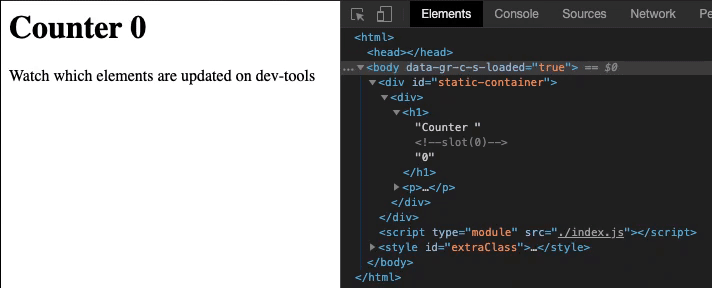 Counter 0
Watch which elements are updated on dev-tools
Elements Console Sources Network Pe
<html>
<head></head>
…<body data-gr-c-s-loaded="true"> == $0
<div id="static-container">
<div>
<h1>
"Counter "
<!--slot(0)-->
"0"
</h1>
<p>…</p>
</div>
</div>
<script type="module" src="./index.js"></script>
<style id="extraClass">…</style>
</body>
</html>